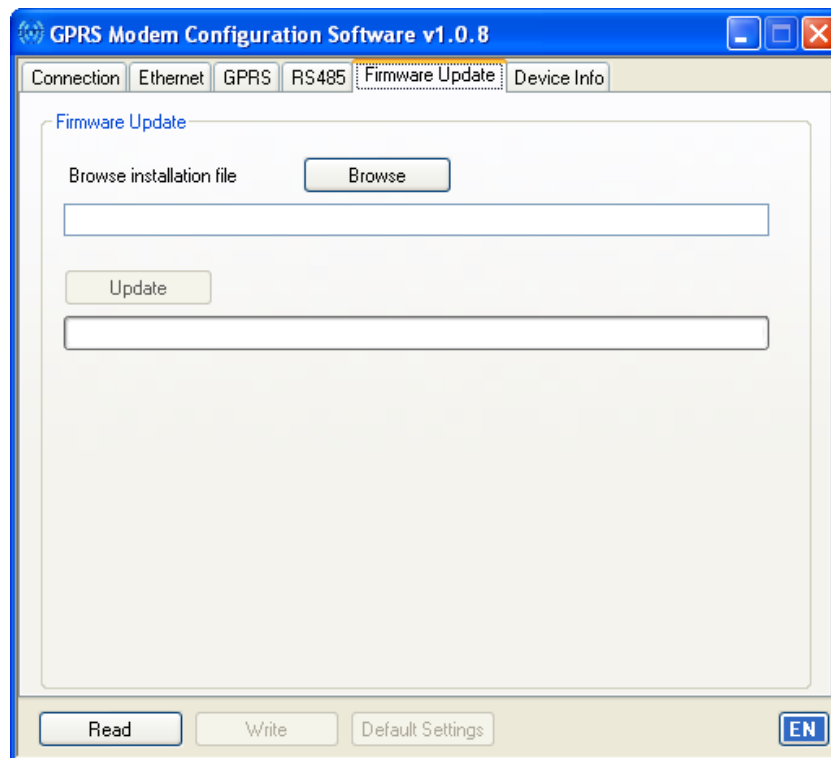 GPRS Modem Configuration Software v1.0.8
Connection Ethernet GPRS RS485 Firmware Update Device Info
Firmware Update
Browse installation file Browse
Update
Read Write Default Settings EN